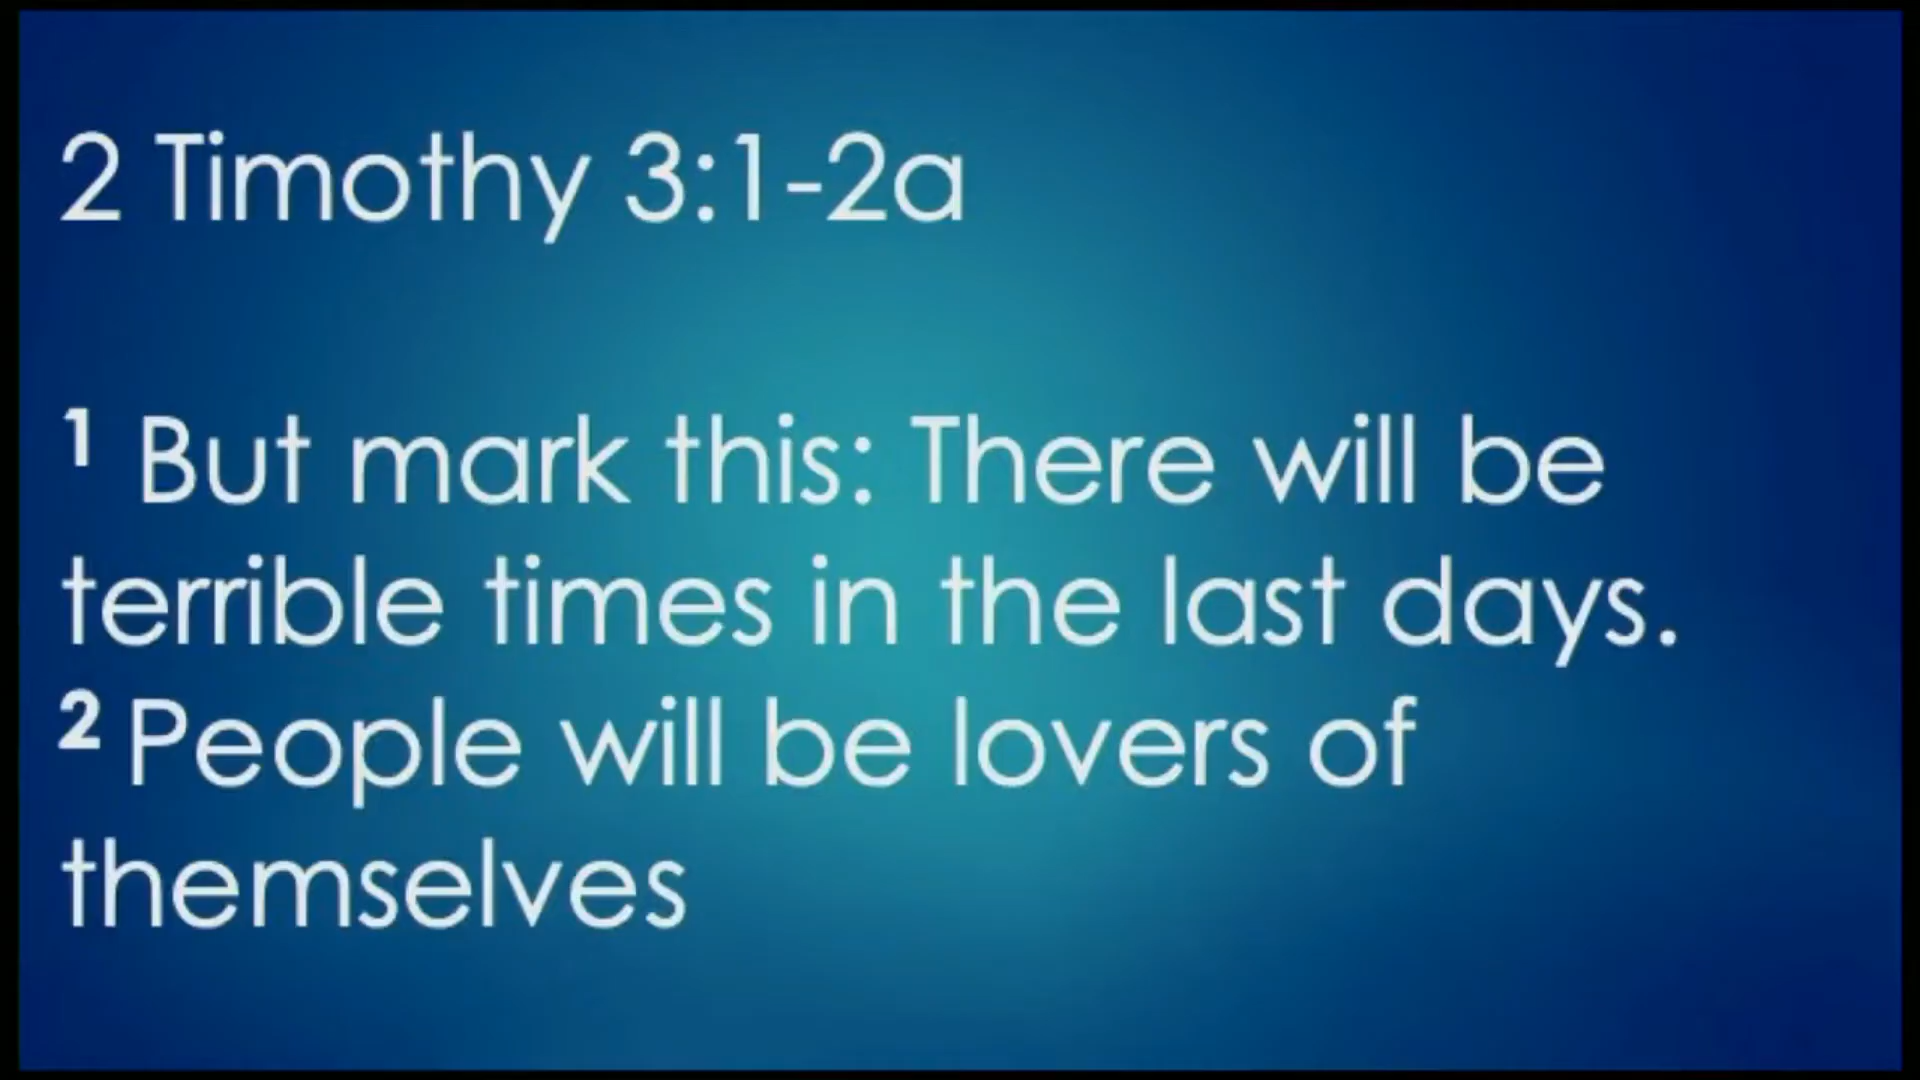 2 Timothy 3:1-2a
1 But mark this: There will be
terrible times in the last days.
2 People will be lovers of
themselves